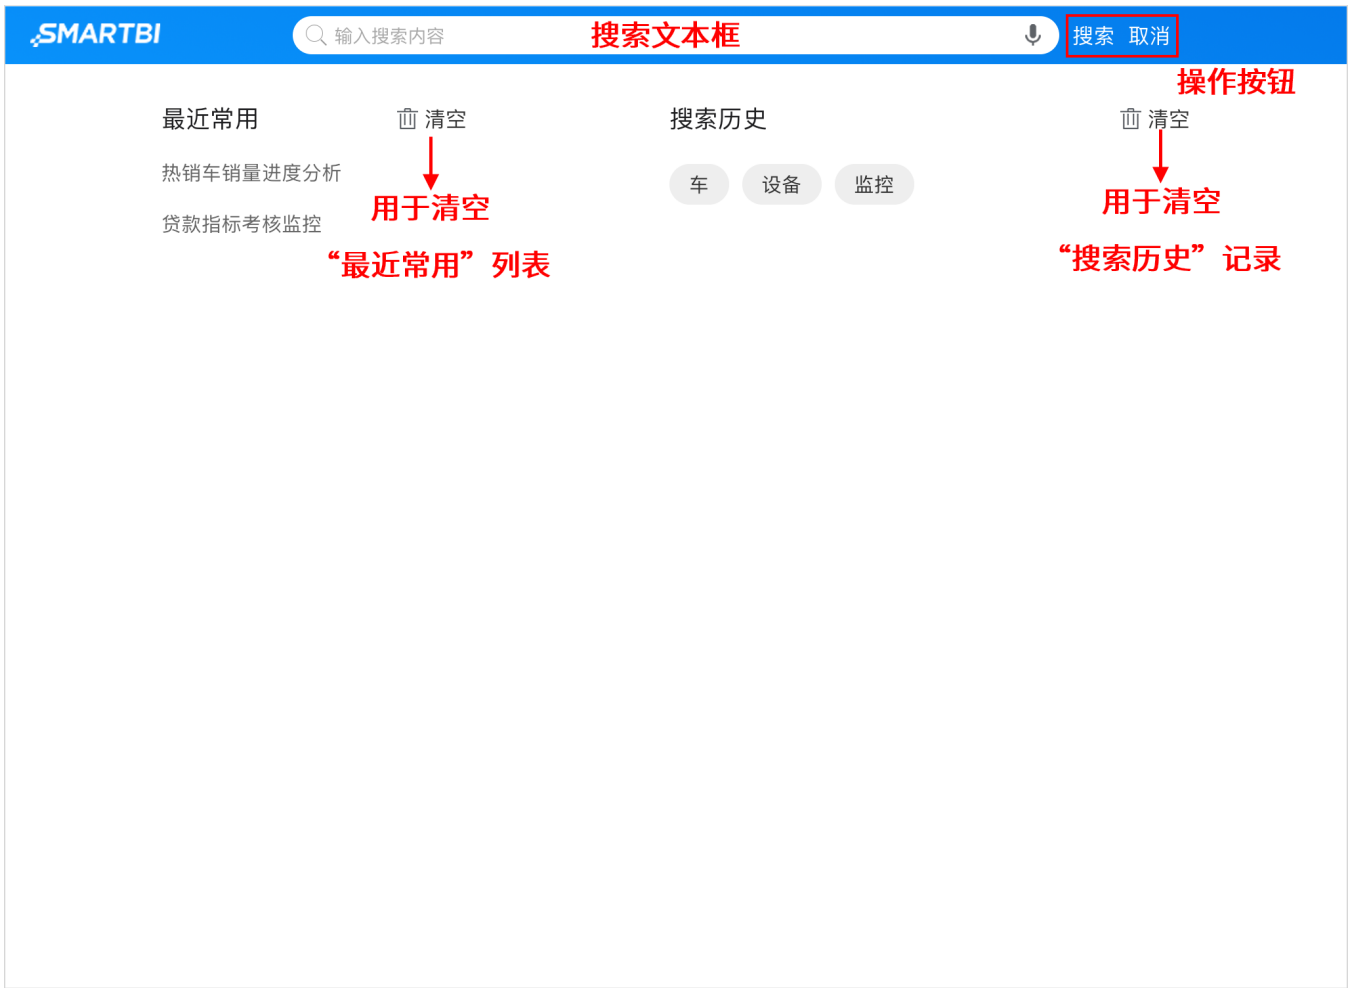 SMARTBI
输入搜索内容
搜索文本框
搜索 取消
操作按钮
最近常用
清空
热销车销量进度分析
贷款指标考核监控
用于清空
“最近常用”列表
搜索历史
清空
车 设备 监控
用于清空
“搜索历史”记录